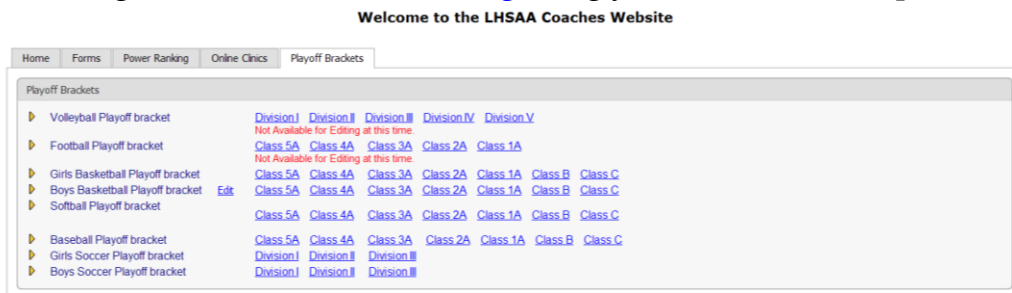 Welcome to the LHSAA Coaches Website
Home Forms Power Ranking Online Clinics Playoff Brackets
Playoff Brackets
Volleyball Playoff bracket Division I Division II Division III Division IV Division V
Not Available for Editing at this time.
Football Playoff bracket Class 5A Class 4A Class 3A Class 2A Class 1A
Not Available for Editing at this time.
Girls Basketball Playoff bracket Class 5A Class 4A Class 3A Class 2A Class 1A Class B Class C
Boys Basketball Playoff bracket Edit Class 5A Class 4A Class 3A Class 2A Class 1A Class B Class C
Softball Playoff bracket
Class 5A Class 4A Class 3A Class 2A Class 1A Class B Class C
Baseball Playoff bracket Class 5A Class 4A Class 3A Class 2A Class 1A Class B Class C
Girls Soccer Playoff bracket Division I Division II Division III
Boys Soccer Playoff bracket Division I Division II Division III